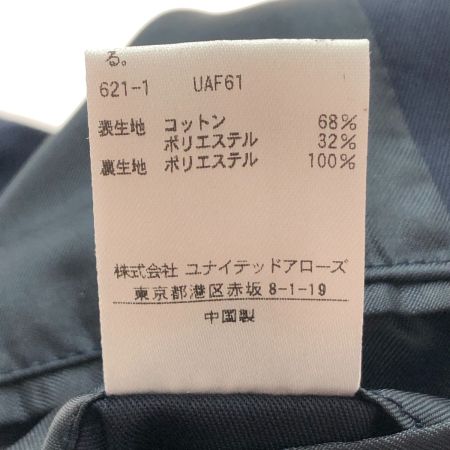 る。
621-1 UAF61
表生地 コットン 68%
ポリエステル 32%
裏生地 ポリエステル 100%
株式会社 ユナイテッドアローズ
東京都港区赤坂 8-1-19
中国製